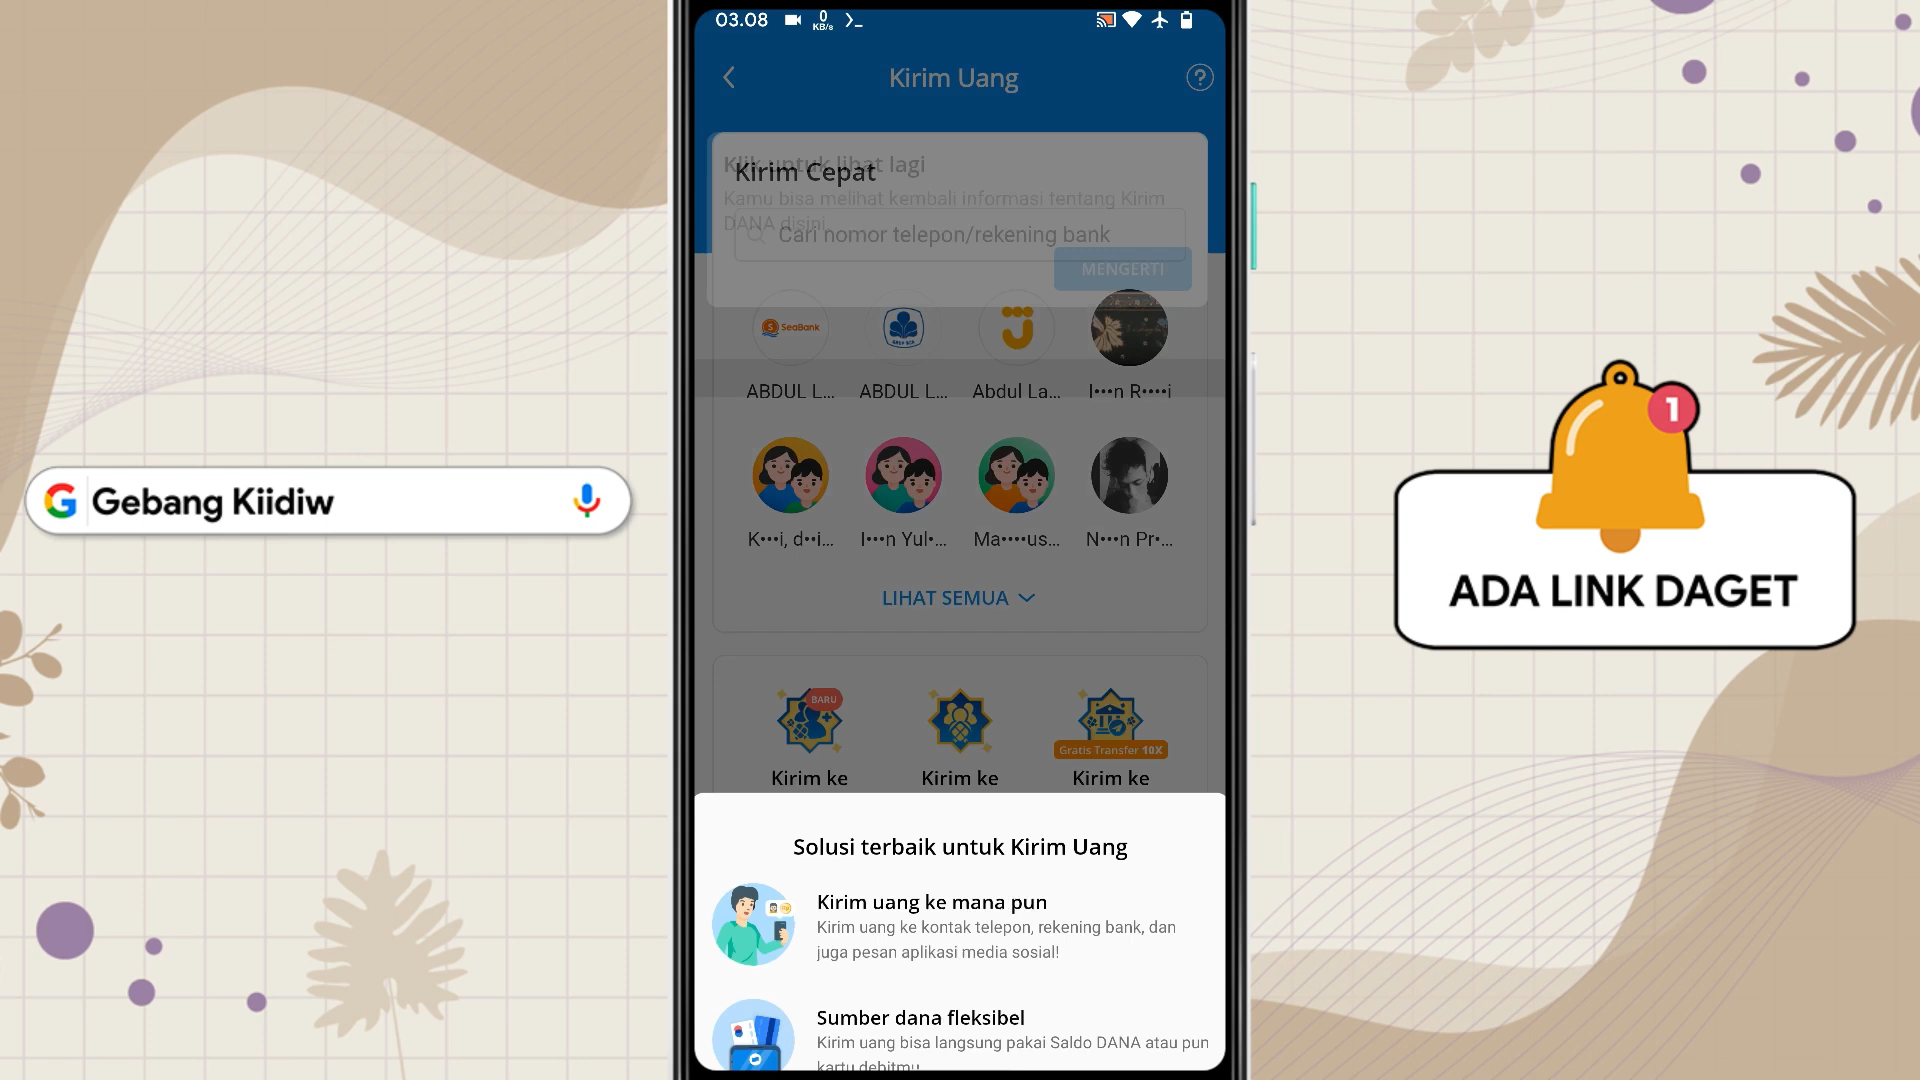 03.08
0
KB/s
Kirim Uang
Klik untuk lihat lagi
Kirim Cepat
Kamu bisa melihat kembali informasi tentang Kirim
DANA disini.
Cari nomor telepon/rekening bank
MENGERTI
SeaBank
ABDUL L... ABDUL L... Abdul La... I•••n R••••i
K•••i, d••i... I•••n Yul•... Ma••••us... N•••n Pr•...
LIHAT SEMUA
BARU
Gratis Transfer 10X
Kirim ke Kirim ke Kirim ke
Solusi terbaik untuk Kirim Uang
Kirim uang ke mana pun
Kirim uang ke kontak telepon, rekening bank, dan
juga pesan aplikasi media sosial!
Sumber dana fleksibel
Kirim uang bisa langsung pakai Saldo DANA atau pun
kartu debitmu
G Gebang Kiidiw
1
ADA LINK DAGET